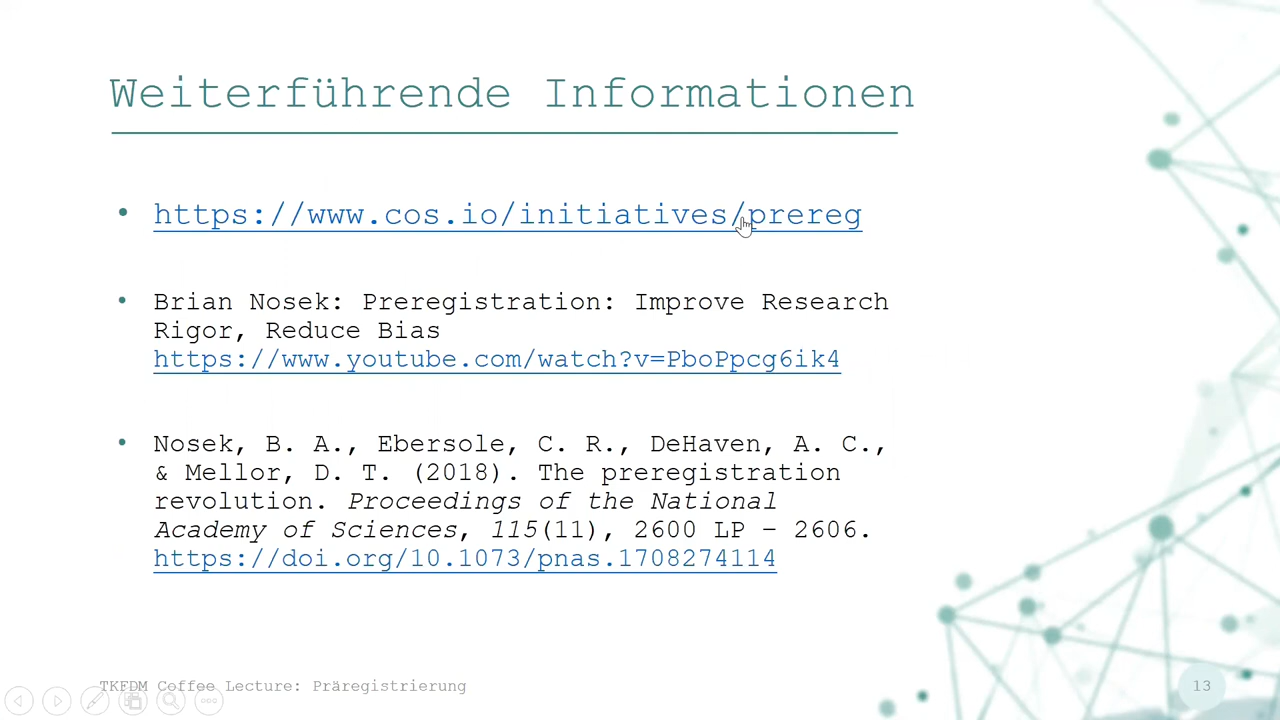 Weiterführende Informationen
• https://www.cos.io/initiatives/prereg
• Brian Nosek: Preregistration: Improve Research
Rigor, Reduce Bias
https://www.youtube.com/watch?v=PboPpcg6ik4
• Nosek, B. A., Ebersole, C. R., DeHaven, A. C.,
& Mellor, D. T. (2018). The preregistration
revolution. Proceedings of the National
Academy of Sciences, 115(11), 2600 LP – 2606.
https://doi.org/10.1073/pnas.1708274114
TKFDM Coffee Lecture: Präregistrierung
13